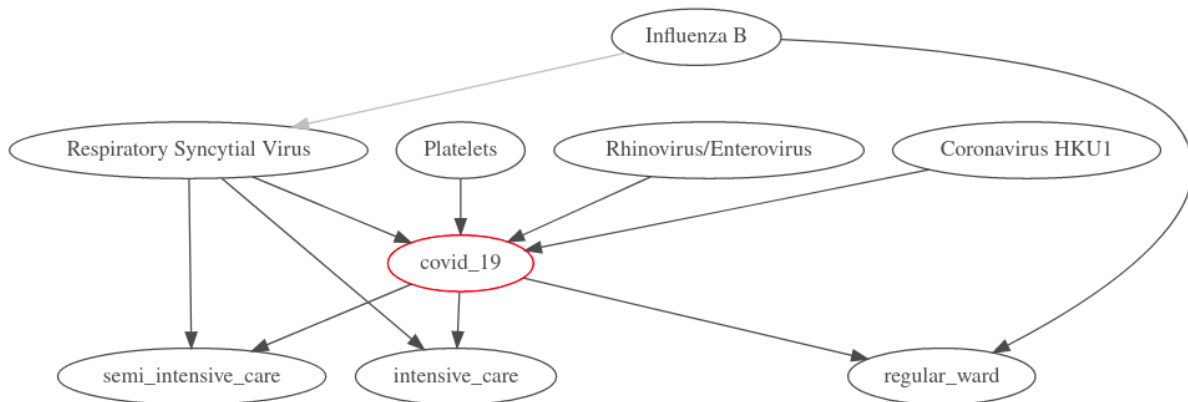 Influenza B
Respiratory Syncytial Virus
Platelets
Rhinovirus/Enterovirus
Coronavirus HKU1
covid_19
semi_intensive_care
intensive_care
regular_ward